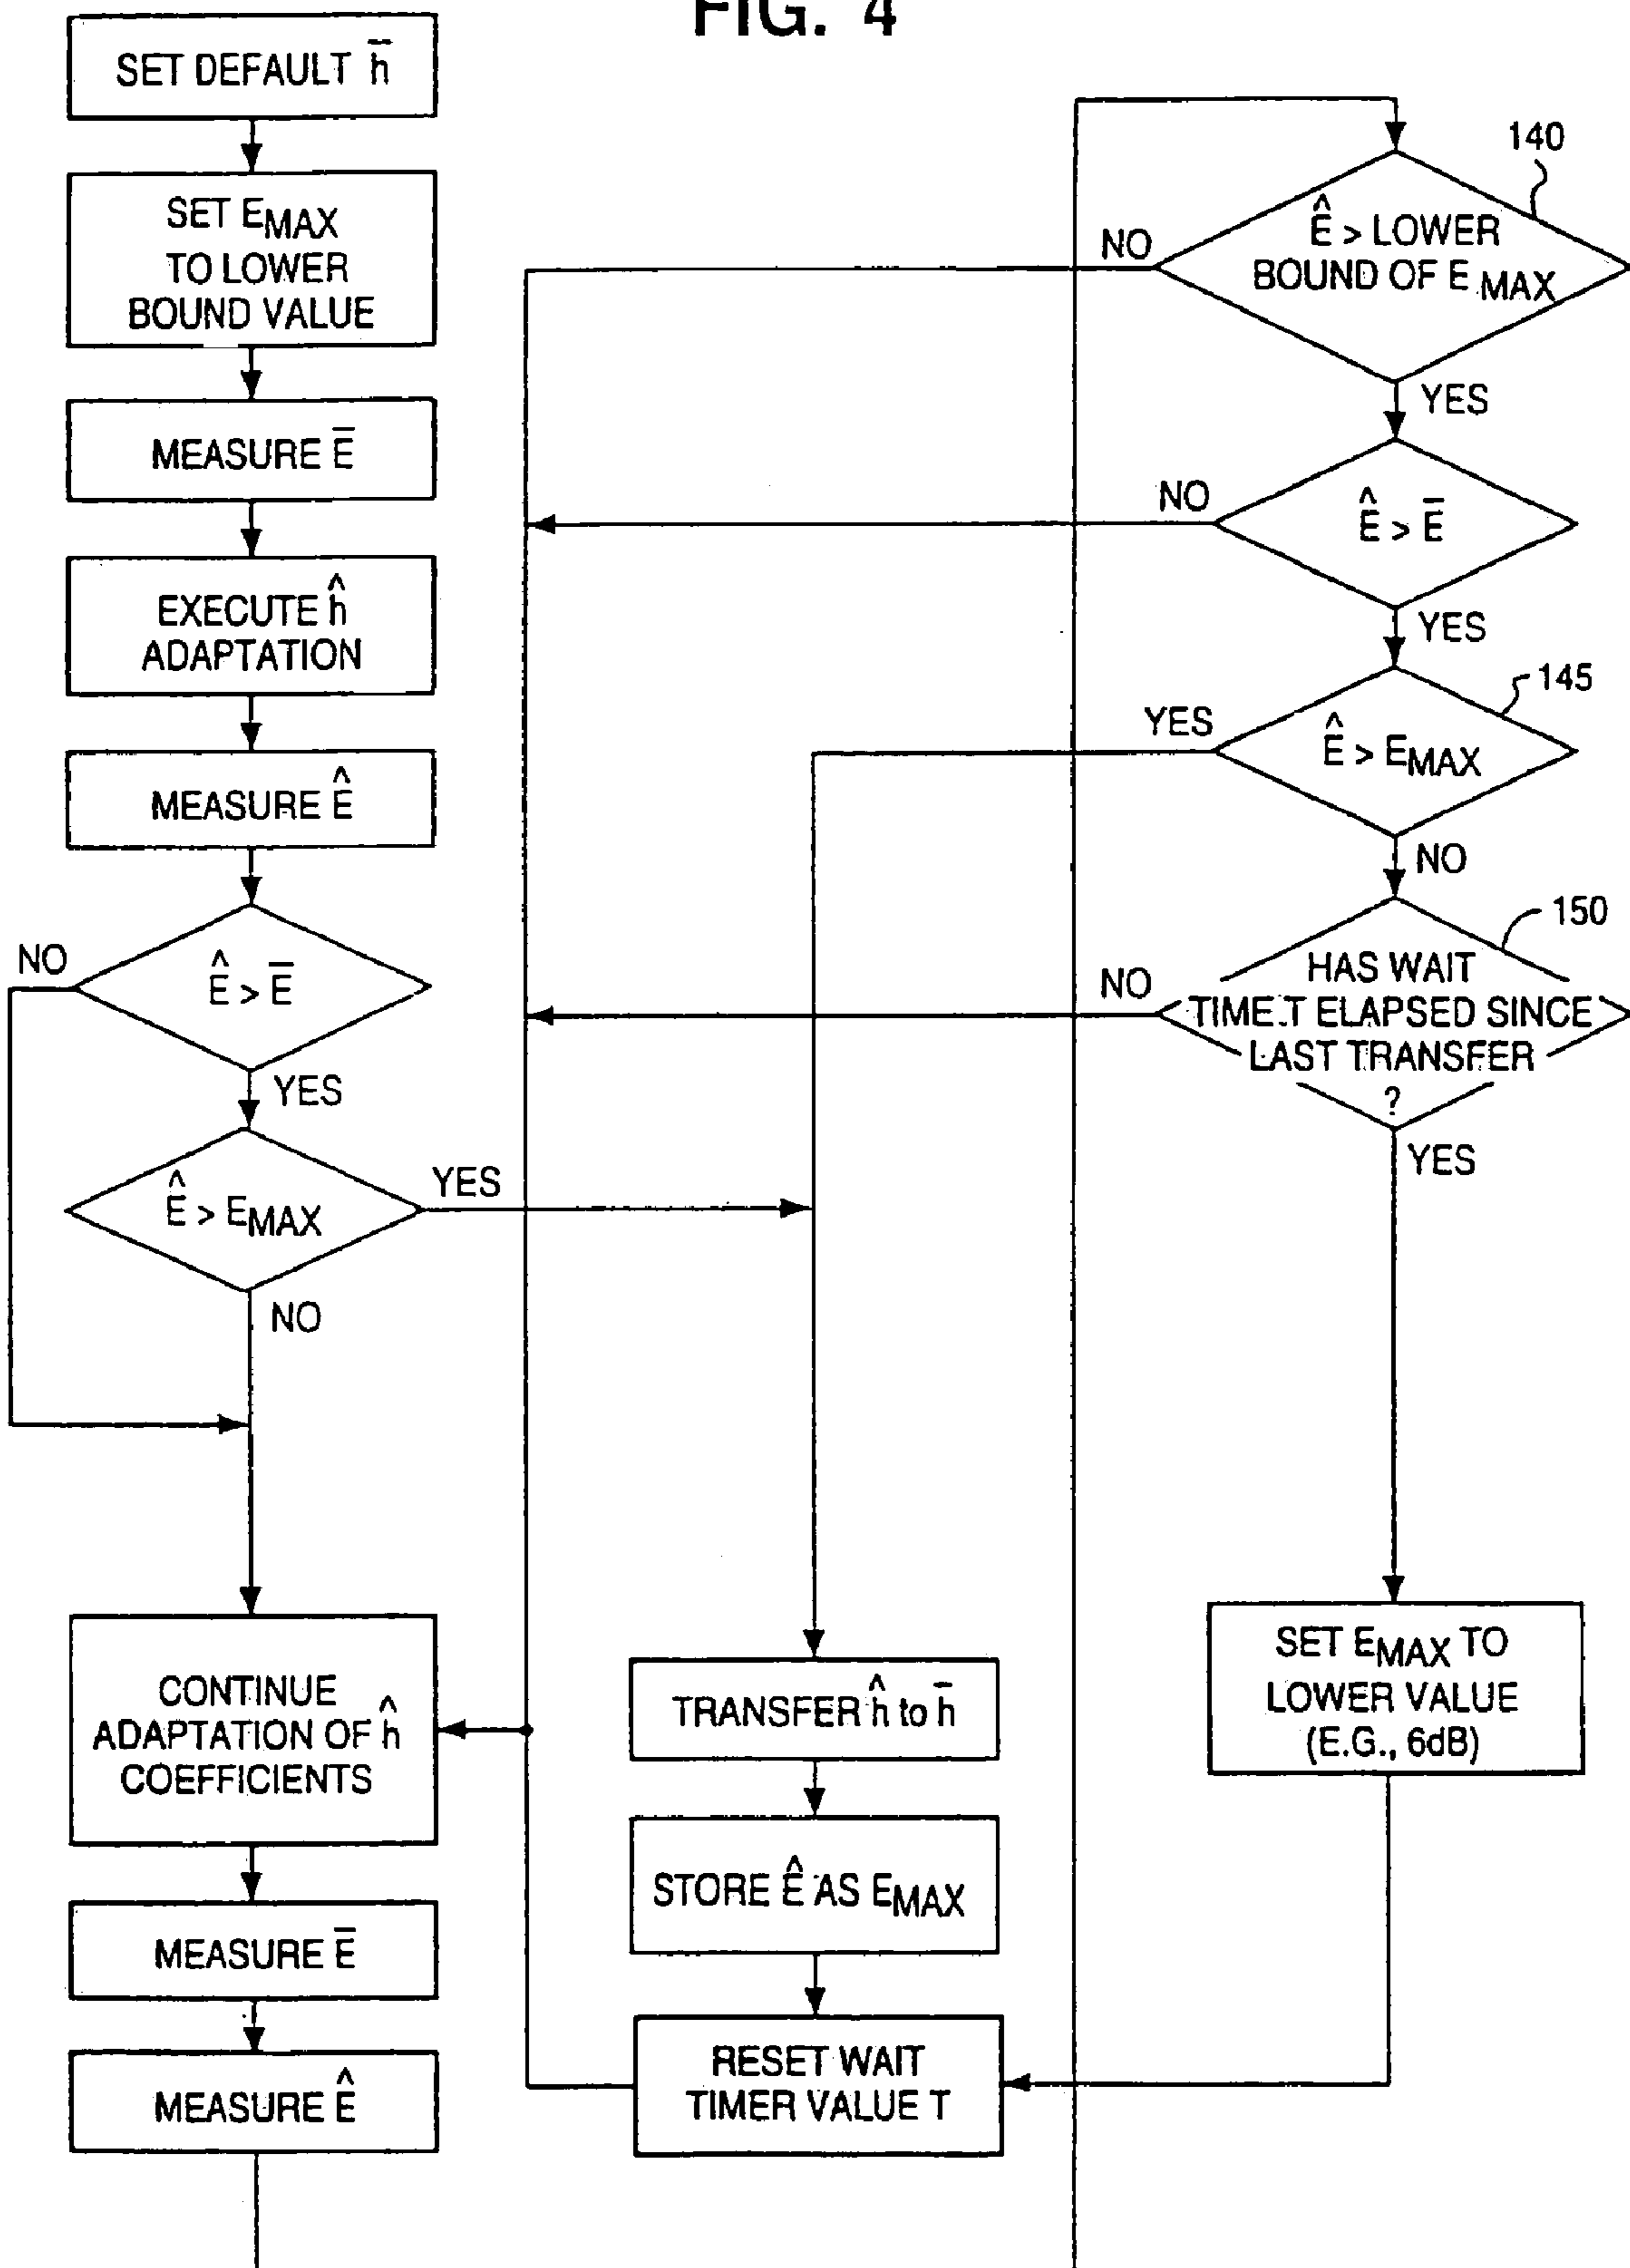 FIG. 4
SET DEFAULT h̅
SET EMAX
TO LOWER
BOUND VALUE
MEASURE E̅
EXECUTE ĥ
ADAPTATION
MEASURE Ê
NO
Ê > E̅
YES
Ê > EMAX
YES
NO
CONTINUE
ADAPTATION OF ĥ
COEFFICIENTS
MEASURE E̅
MEASURE Ê
TRANSFER ĥ to h̅
STORE Ê AS EMAX
RESET WAIT
TIMER VALUE T
140
Ê > LOWER
BOUND OF E MAX
NO
YES
NO
Ê > E̅
YES
145
YES
Ê > EMAX
NO
150
HAS WAIT
TIME T ELAPSED SINCE
LAST TRANSFER
?
NO
YES
SET EMAX TO
LOWER VALUE
(E.G., 6dB)